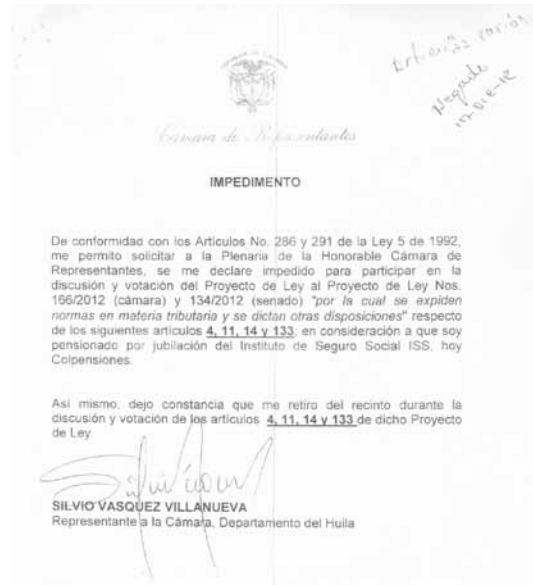 Negado
Cámara de Representantes
IMPEDIMENTO
De conformidad con los Artículos No. 286 y 291 de la Ley 5 de 1992,
me permito solicitar a la Plenaria de la Honorable Cámara de
Representantes, se me declare impedido para participar en la
discusión y votación del Proyecto de Ley al Proyecto de Ley Nos.
166/2012 (cámara) y 134/2012 (senado) "por la cual se expiden
normas en materia tributaria y se dictan otras disposiciones" respecto
de los siguientes artículos 4, 11, 14 y 133; en consideración a que soy
pensionado por jubilación del Instituto de Seguro Social ISS, hoy
Colpensiones.
Así mismo, dejo constancia que me retiro del recinto durante la
discusión y votación de los artículos 4, 11, 14 y 133 de dicho Proyecto
de Ley
SILVIO VASQUEZ VILLANUEVA
Representante a la Cámara, Departamento del Huila